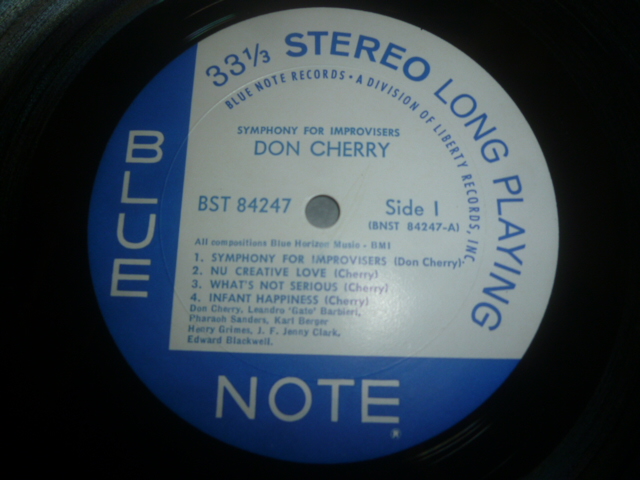 33 1/3 STEREO LONG PLAYING
BLUE NOTE RECORDS • A DIVISION OF LIBERTY RECORDS, INC
SYMPHONY FOR IMPROVISERS
DON CHERRY
BST 84247
Side 1
(BNST 84247-A)
All compositions Blue Horizon Music - BMI
1. SYMPHONY FOR IMPROVISERS (Don Cherry)
2. NU CREATIVE LOVE (Cherry)
3. WHAT'S NOT SERIOUS (Cherry)
4. INFANT HAPPINESS (Cherry)
Don Cherry, Leandro 'Gato' Barbieri,
Pharoah Sanders, Karl Berger
Henry Grimes, J. F. Jenny Clark,
Edward Blackwell.
BLUE
NOTE®